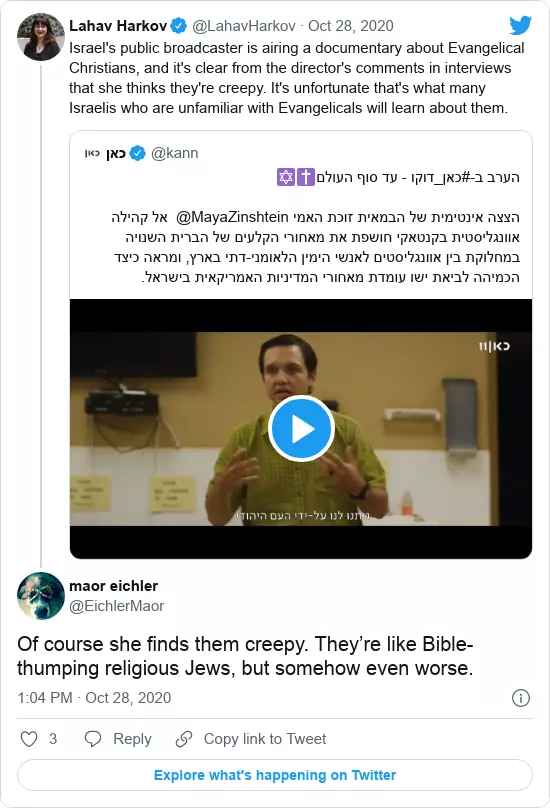 Lahav Harkov @LahavHarkov · Oct 28, 2020
Israel's public broadcaster is airing a documentary about Evangelical
Christians, and it's clear from the director's comments in interviews
that she thinks they're creepy. It's unfortunate that's what many
Israelis who are unfamiliar with Evangelicals will learn about them.
כאן כאן @kann
הערב ב-#כאן_דוקו - עד סוף העולם✝️✡️
הצצה אינטימית של הבמאית זוכת האמי @MayaZinshtein אל קהילה
אוונגליסטית בקנטאקי חושפת את מאחורי הקלעים של הברית השנויה
במחלוקת בין אוונגליסטים לאנשי הימין הלאומני-דתי בארץ, ומראה כיצד
הכמיהה לביאת ישו עומדת מאחורי המדיניות האמריקאית בישראל.
כאן|11
ניתנו לנו על-ידי העם היהודי
maor eichler
@EichlerMaor
Of course she finds them creepy. They’re like Bible-
thumping religious Jews, but somehow even worse.
1:04 PM · Oct 28, 2020
3 Reply Copy link to Tweet
Explore what's happening on Twitter